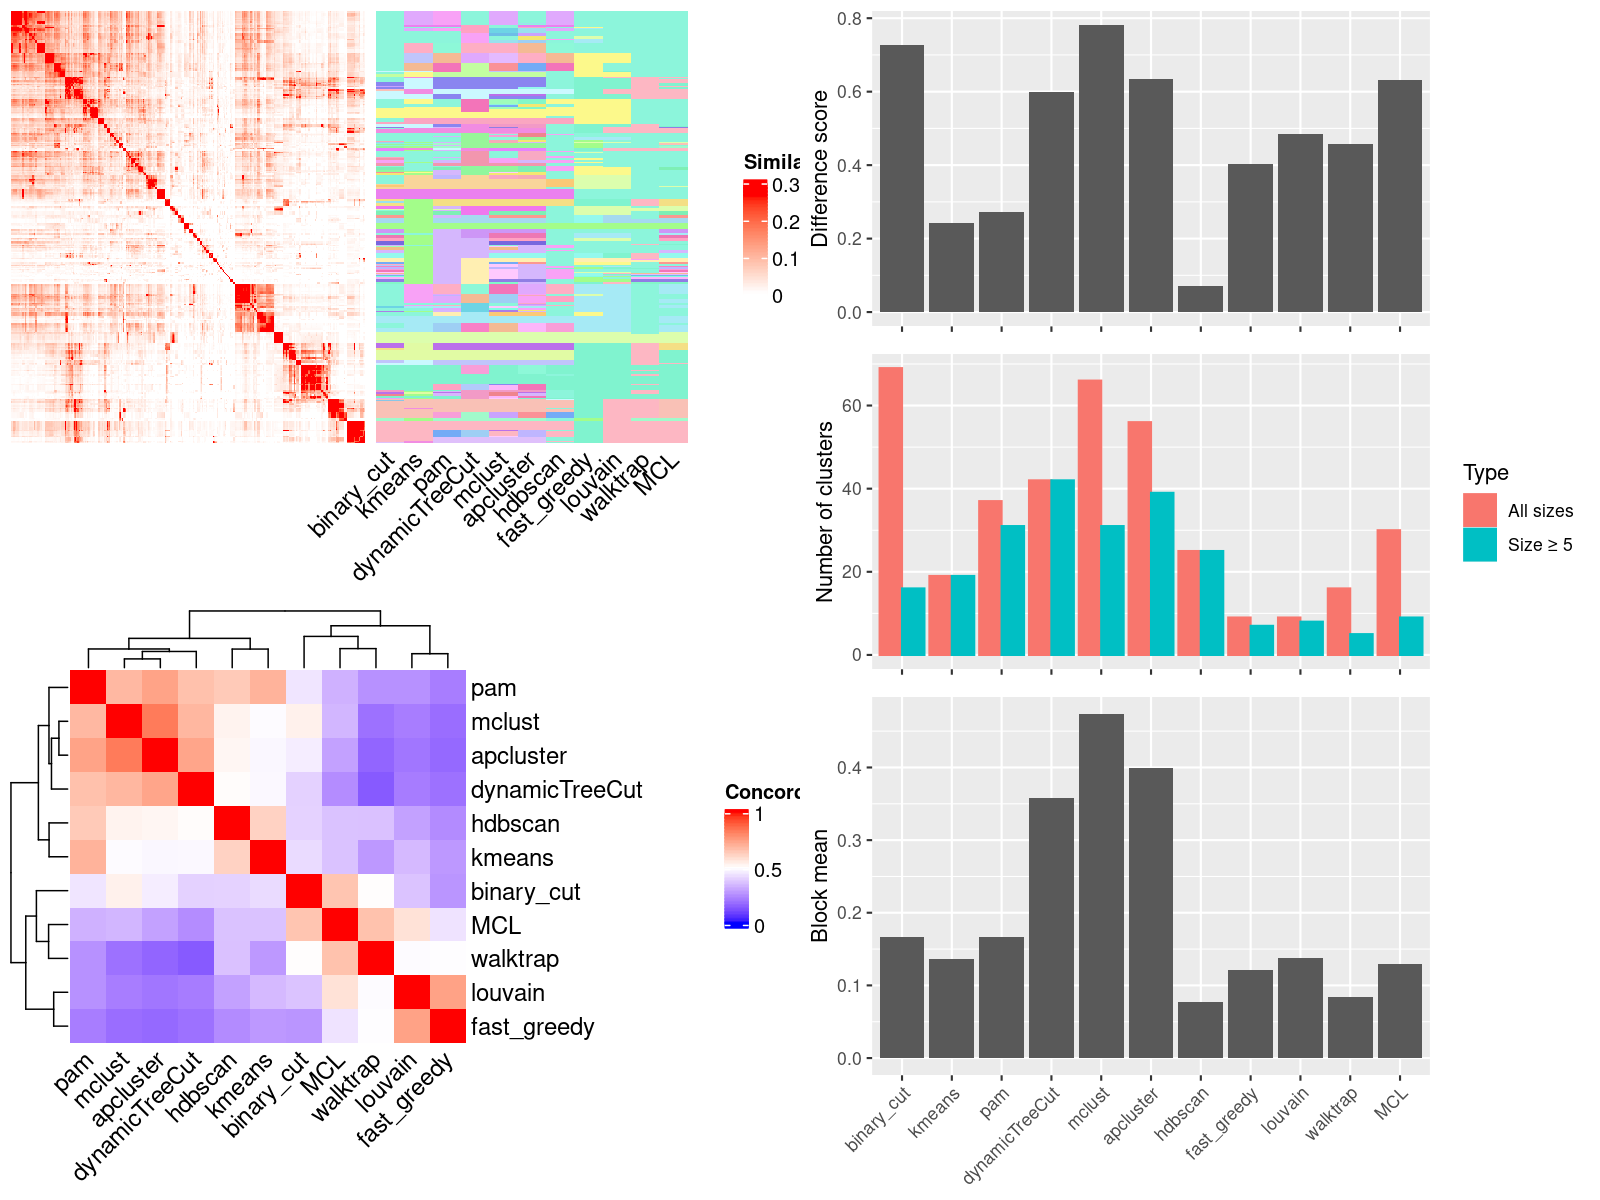 Simila
0.3
0.2
0.1
0
binary_cut
kmeans
pam
dynamicTreeCut
mclust
apcluster
hdbscan
fast_greedy
louvain
walktrap
MCL
pam
mclust
apcluster
dynamicTreeCut
hdbscan
kmeans
binary_cut
MCL
walktrap
louvain
fast_greedy
Concord
1
0.5
0
pam
mclust
apcluster
dynamicTreeCut
hdbscan
kmeans
binary_cut
MCL
walktrap
louvain
fast_greedy
Difference score
0.8
0.6
0.4
0.2
0.0
Number of clusters
60
40
20
0
Type
All sizes
Size ≥ 5
Block mean
0.4
0.3
0.2
0.1
0.0
binary_cut
kmeans
pam
dynamicTreeCut
mclust
apcluster
hdbscan
fast_greedy
louvain
walktrap
MCL